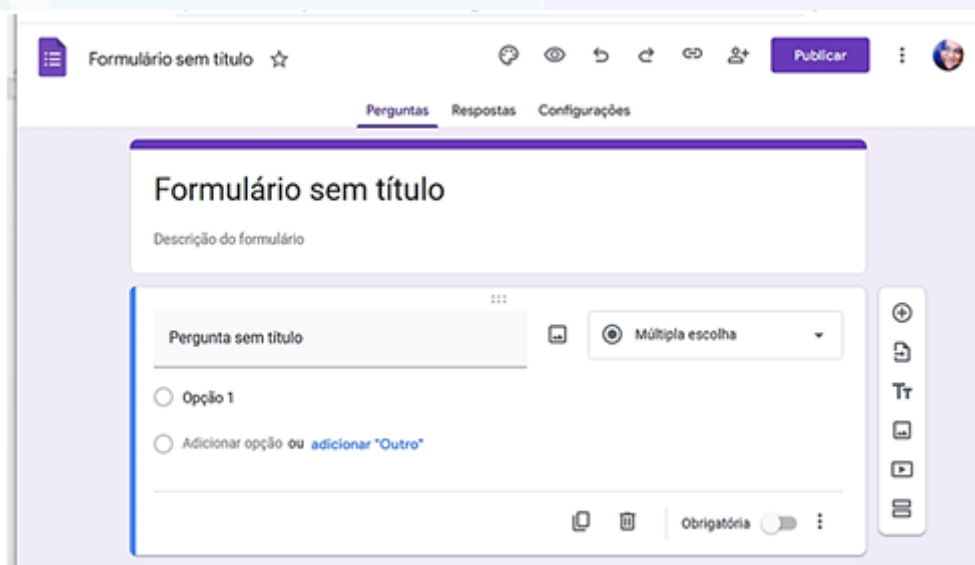 Formulário sem título
Publicar
Perguntas Respostas Configurações
Formulário sem título
Descrição do formulário
Pergunta sem título
Múltipla escolha
Opção 1
Adicionar opção ou adicionar "Outro"
Obrigatória
Tт